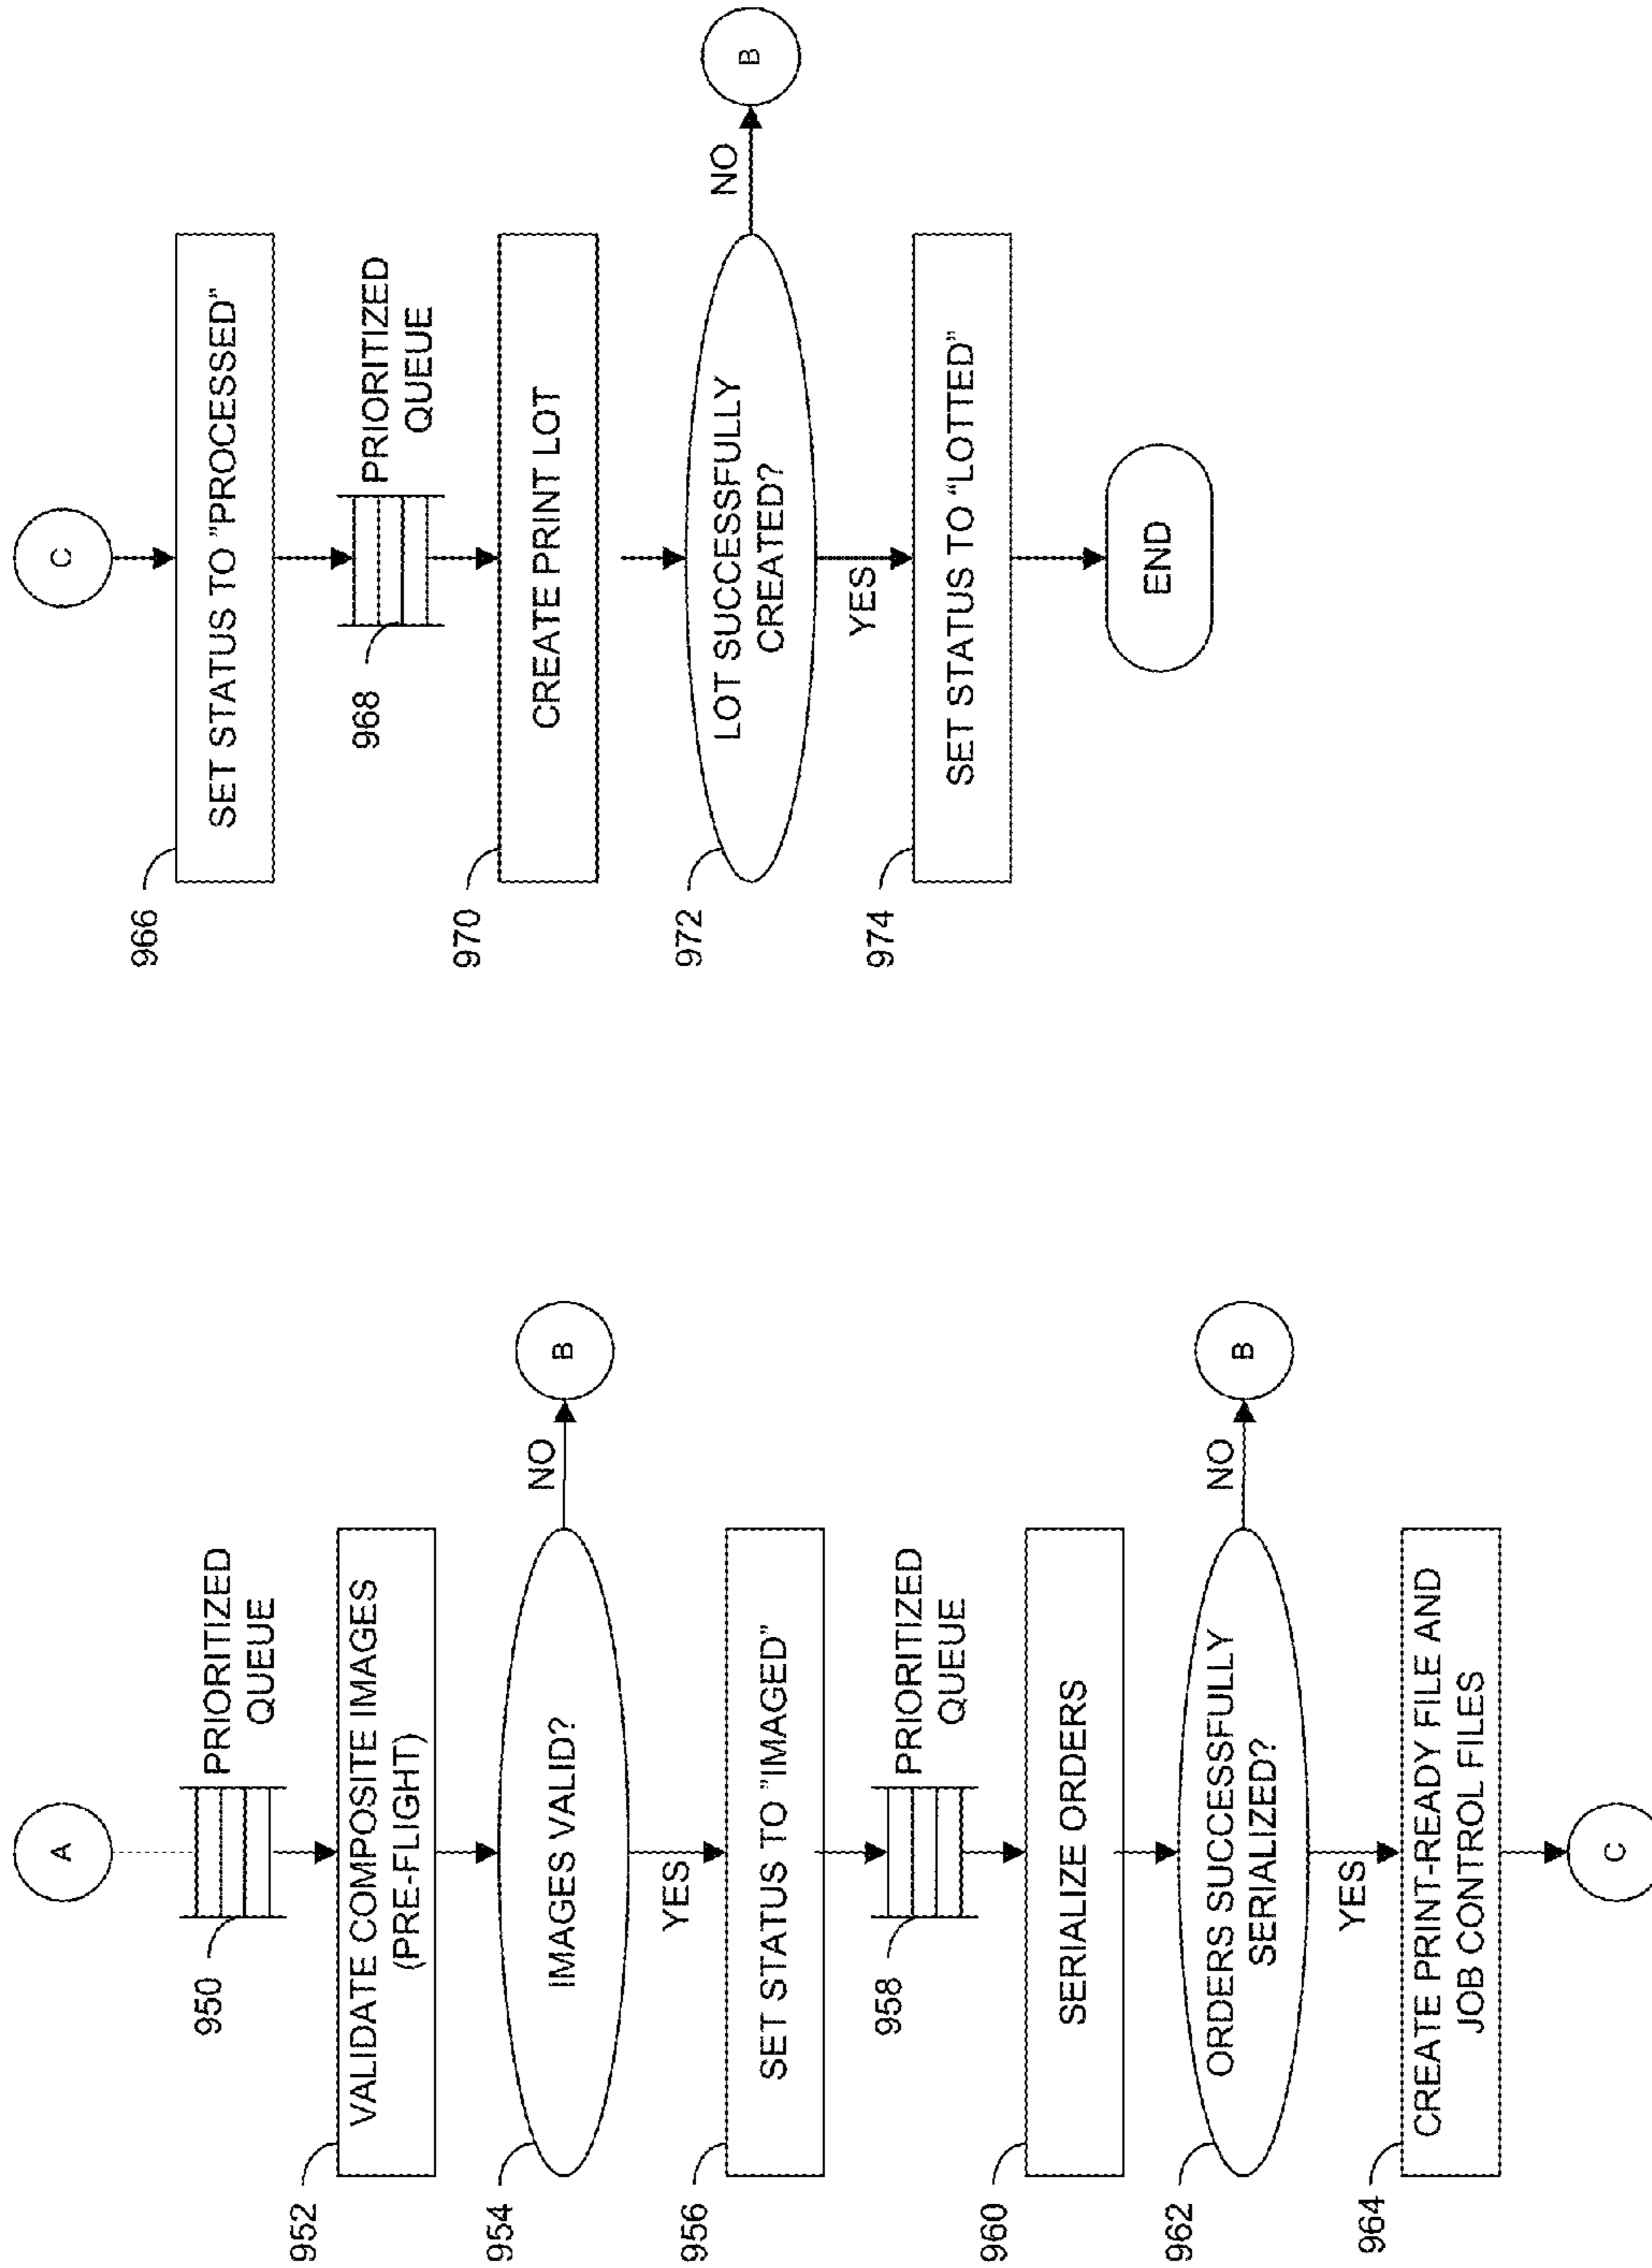 A
950
PRIORITIZED
QUEUE
952
VALIDATE COMPOSITE IMAGES
(PRE-FLIGHT)
954
IMAGES VALID?
NO
B
YES
956
SET STATUS TO "IMAGED"
958
PRIORITIZED
QUEUE
960
SERIALIZE ORDERS
962
ORDERS SUCCESSFULLY
SERIALIZED?
NO
B
YES
964
CREATE PRINT-READY FILE AND
JOB CONTROL FILES
C
C
966
SET STATUS TO "PROCESSED"
968
PRIORITIZED
QUEUE
970
CREATE PRINT LOT
972
LOT SUCCESSFULLY
CREATED?
NO
B
YES
974
SET STATUS TO "LOTTED"
END